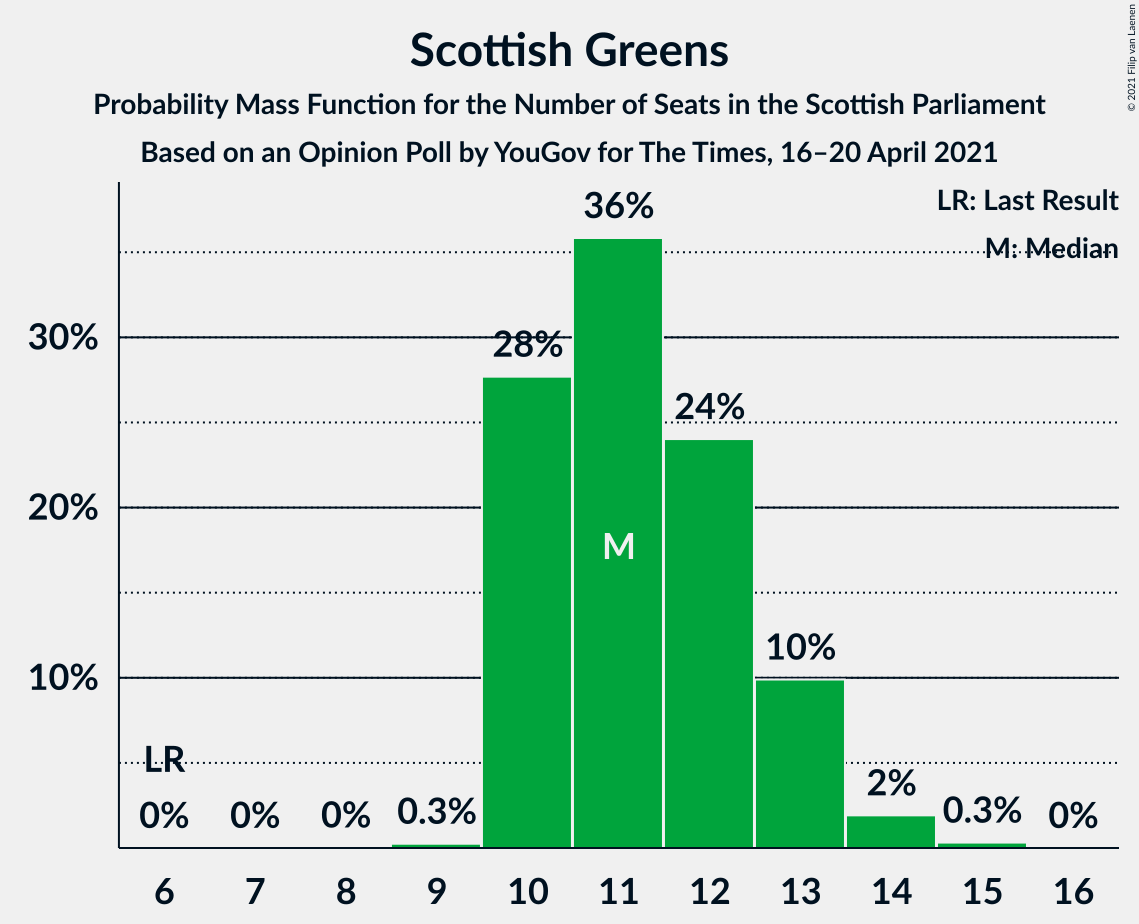 Scottish Greens
Probability Mass Function for the Number of Seats in the Scottish Parliament
Based on an Opinion Poll by YouGov for The Times, 16–20 April 2021
© 2021 Filip van Laenen
LR: Last Result
M: Median
30%
20%
10%
LR
0%
0%
0%
0.3%
28%
36%
M
24%
10%
2%
0.3%
0%
6 7 8 9 10 11 12 13 14 15 16